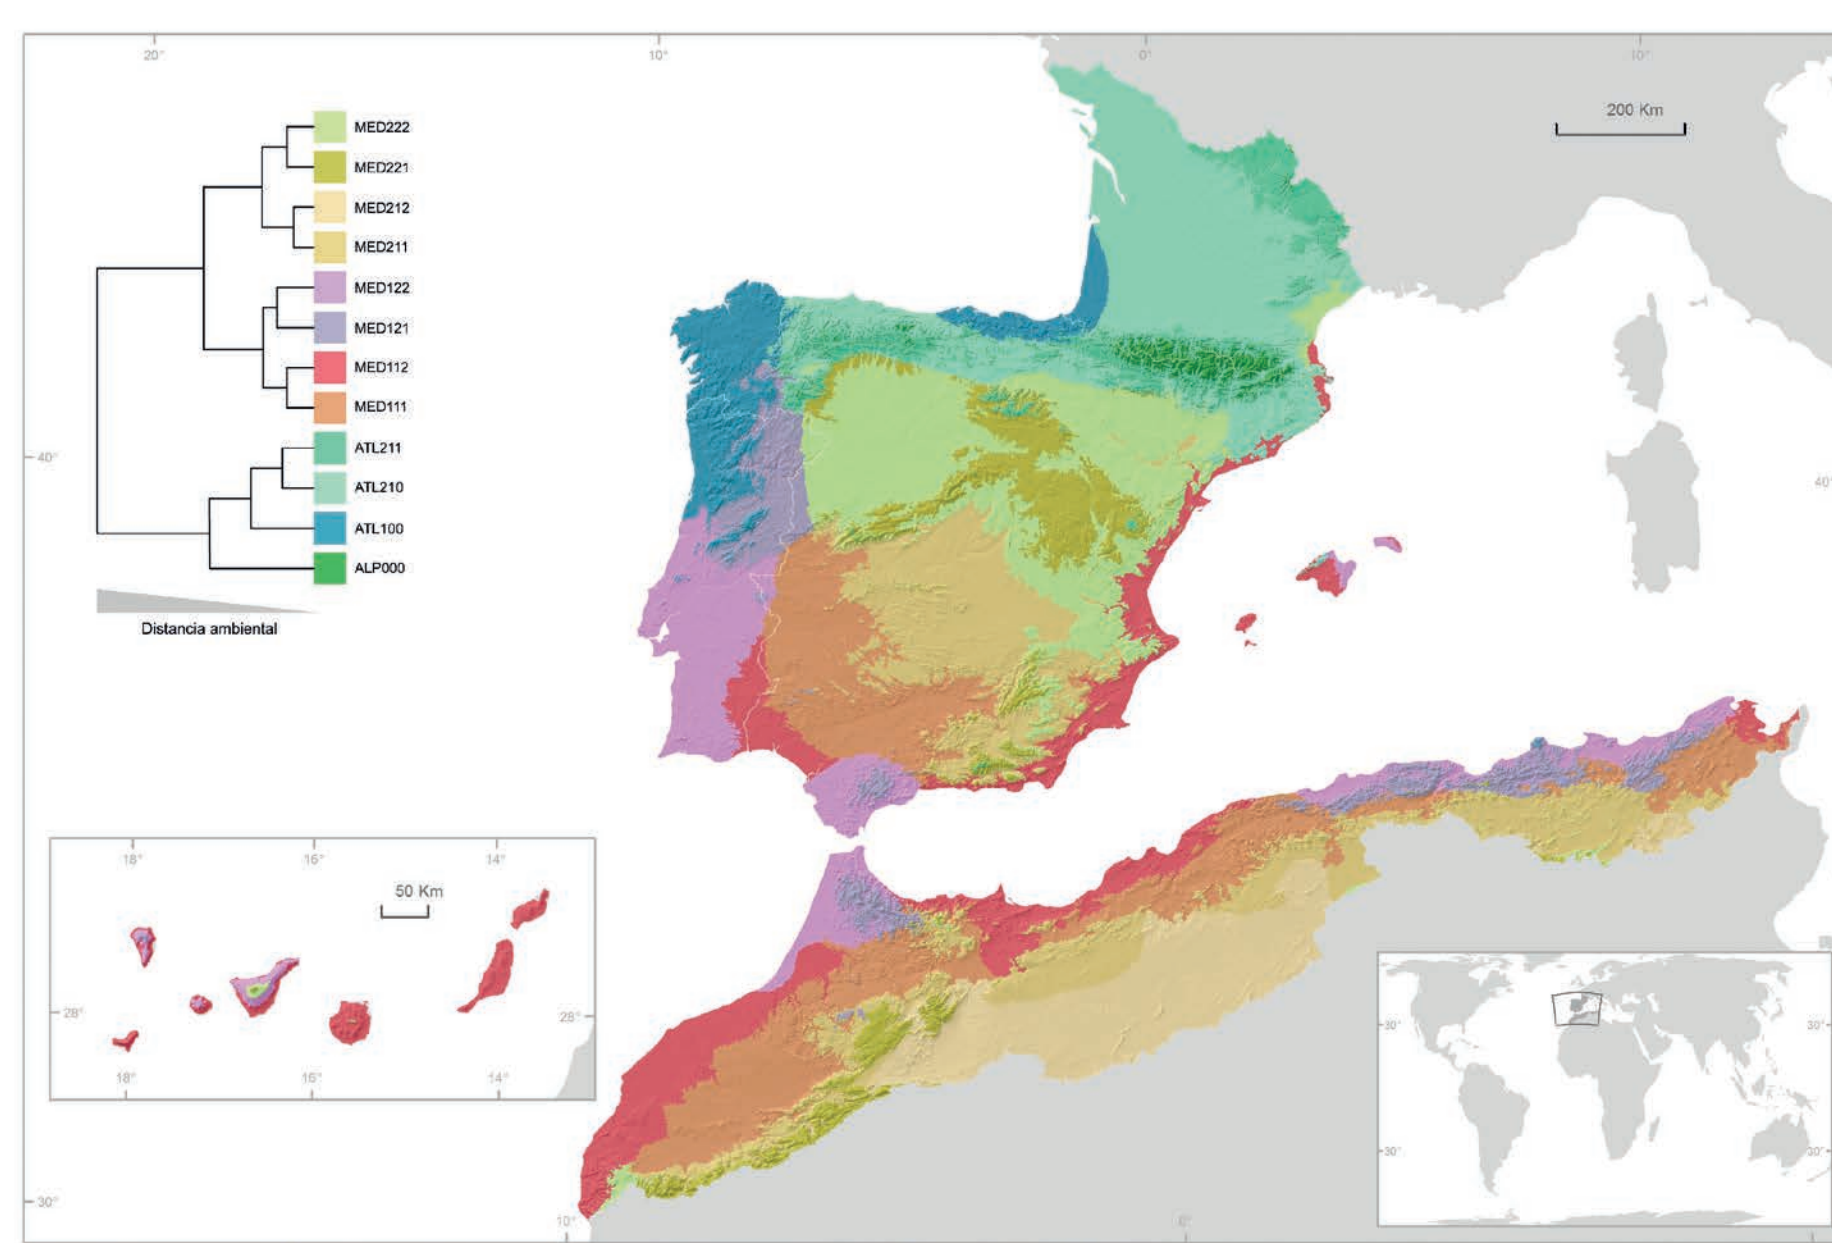 20°
10°
0°
10°
200 Km
MED222
MED221
MED212
MED211
MED122
MED121
MED112
MED111
ATL211
ATL210
ATL100
ALP000
Distancia ambiental
40°
40°
18°
16°
14°
50 Km
28°
28°
18°
16°
14°
30°
30°
30°
30°
30°
10°
0°